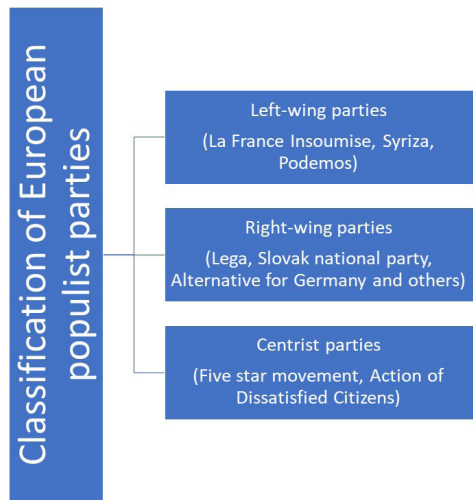 Classification of European
populist parties
Left-wing parties
(La France Insoumise, Syriza,
Podemos)
Right-wing parties
(Lega, Slovak national party,
Alternative for Germany and others)
Centrist parties
(Five star movement, Action of
Dissatisfied Citizens)